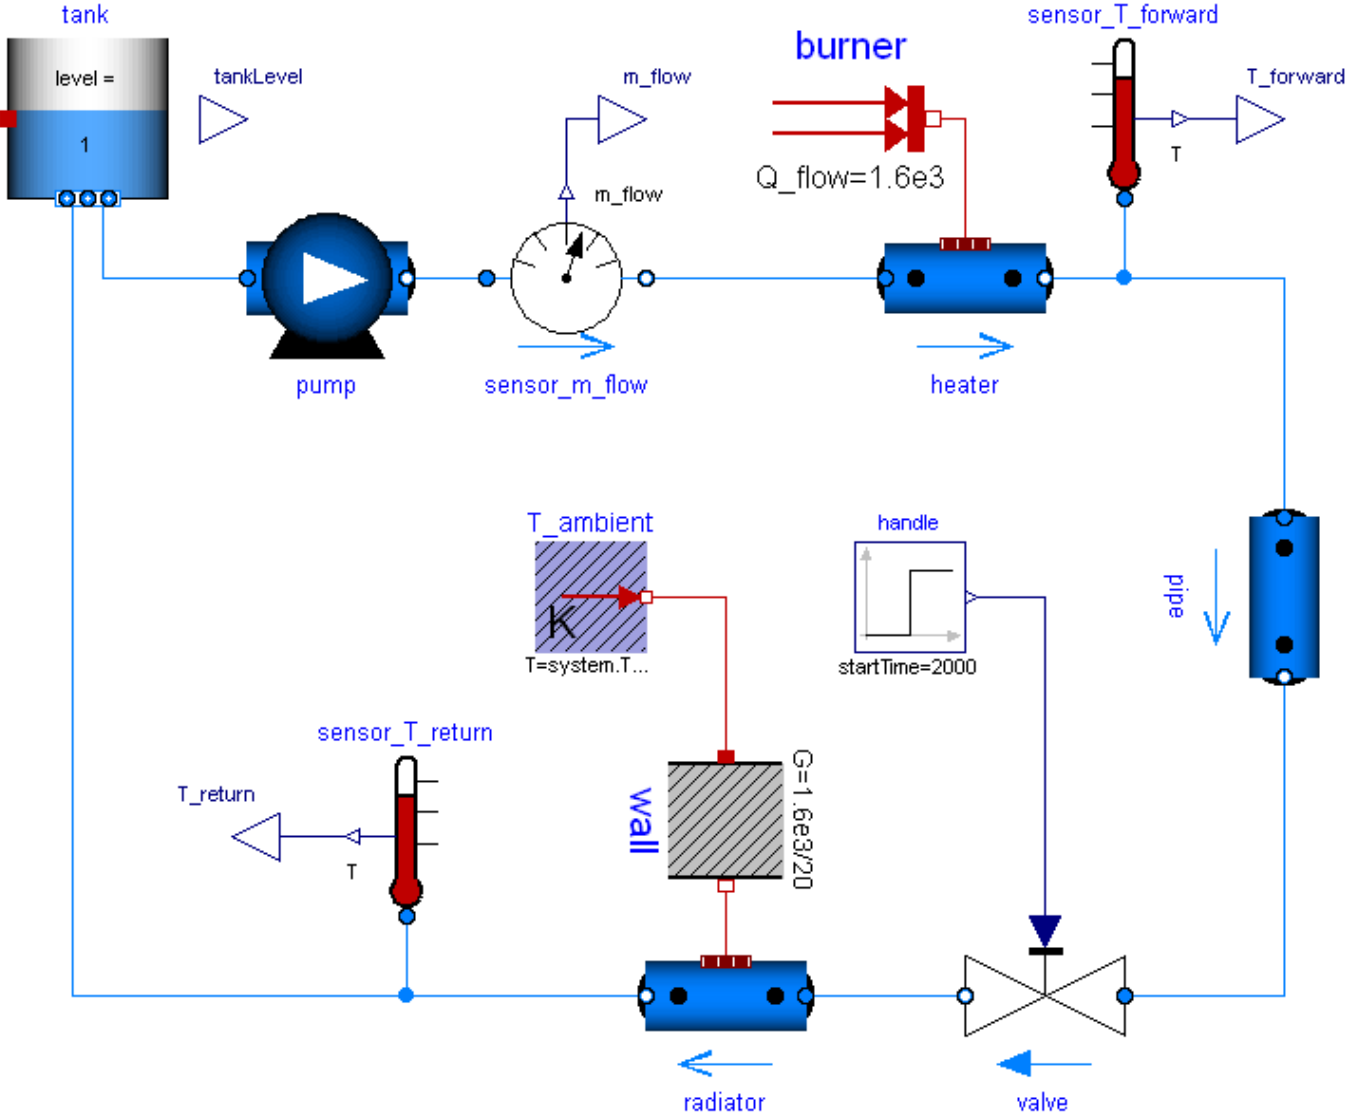 tank
sensor_T_forward
burner
level =
tankLevel
m_flow
T_forward
1
T
Q_flow=1.6e3
m_flow
pump
sensor_m_flow
heater
T_ambient
handle
K
pipe
T=system.T...
startTime=2000
sensor_T_return
T_return
wall
G=1.6e3/20
T
radiator
valve